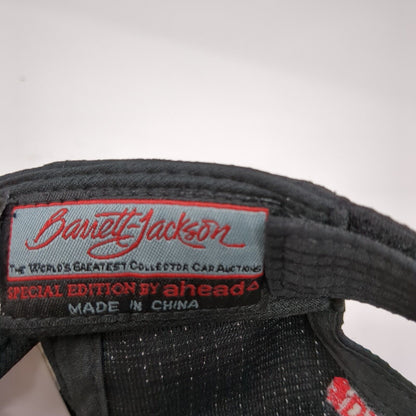 Barrett-Jackson
THE WORLD'S GREATEST COLLECTOR CAR AUCTIONS
SPECIAL EDITION BY ahead
MADE IN CHINA